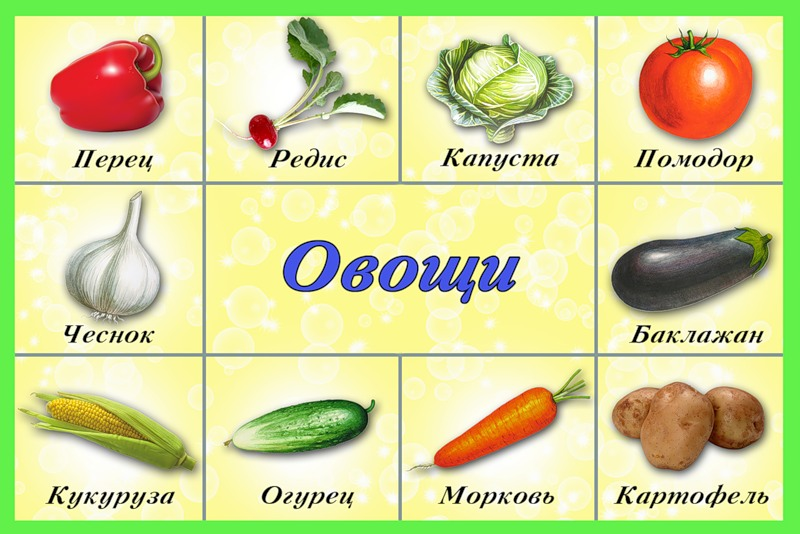 Перец
Редис
Капуста
Помодор
Чеснок
Овощи
Баклажан
Кукуруза
Огурец
Морковь
Картофель